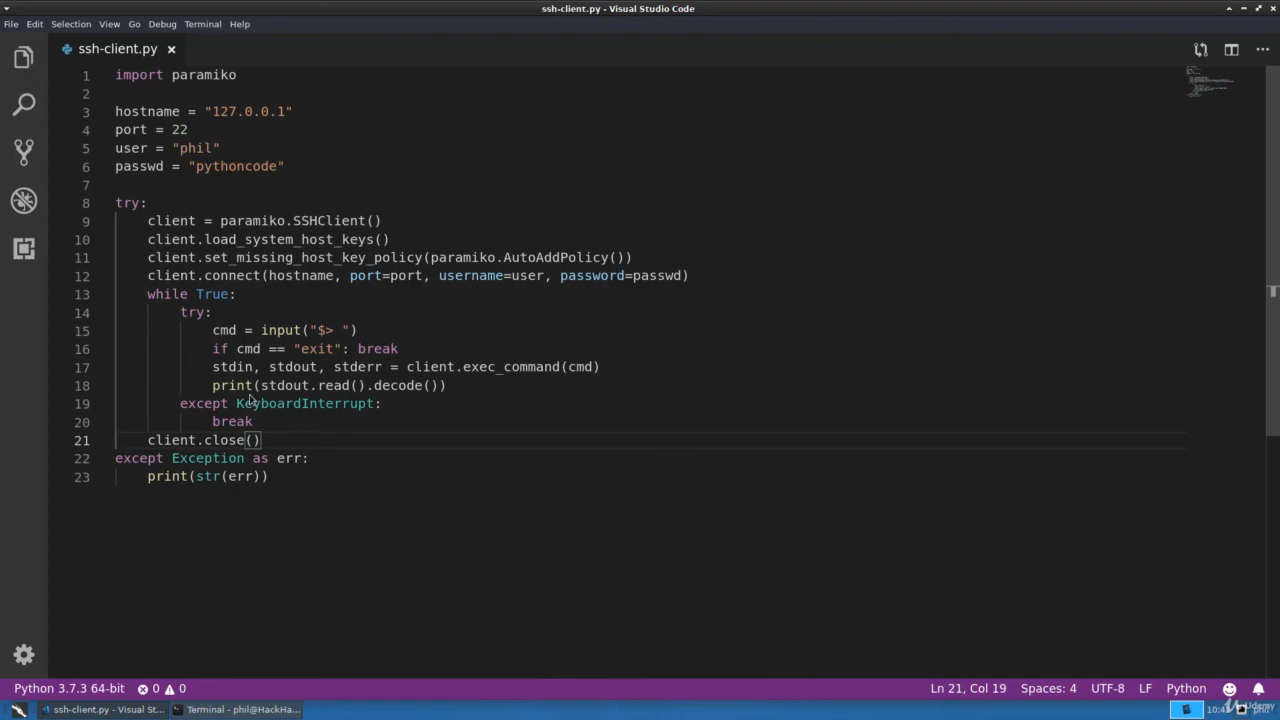 ssh-client.py - Visual Studio Code
File Edit Selection View Go Debug Terminal Help
ssh-client.py
1 import paramiko
2
3 hostname = "127.0.0.1"
4 port = 22
5 user = "phil"
6 passwd = "pythoncode"
7
8 try:
9 client = paramiko.SSHClient()
10 client.load_system_host_keys()
11 client.set_missing_host_key_policy(paramiko.AutoAddPolicy())
12 client.connect(hostname, port=port, username=user, password=passwd)
13 while True:
14 try:
15 cmd = input("$> ")
16 if cmd == "exit": break
17 stdin, stdout, stderr = client.exec_command(cmd)
18 print(stdout.read().decode())
19 except KeyboardInterrupt:
20 break
21 client.close()
22 except Exception as err:
23 print(str(err))
Python 3.7.3 64-bit 0 0 Ln 21, Col 19 Spaces: 4 UTF-8 LF Python
ssh-client.py - Visual St... Terminal - phil@HackHa... phil
Udemy